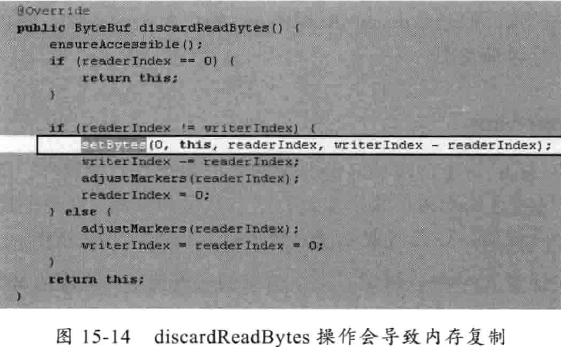 @Override
public ByteBuf discardReadBytes() {
    ensureAccessible();
    if (readerIndex == 0) {
        return this;
    }

    if (readerIndex != writerIndex) {
        setBytes(0, this, readerIndex, writerIndex - readerIndex);
        writerIndex -= readerIndex;
        adjustMarkers(readerIndex);
        readerIndex = 0;
    } else {
        adjustMarkers(readerIndex);
        writerIndex = readerIndex = 0;
    }
    return this;
}
图 15-14 discardReadBytes 操作会导致内存复制